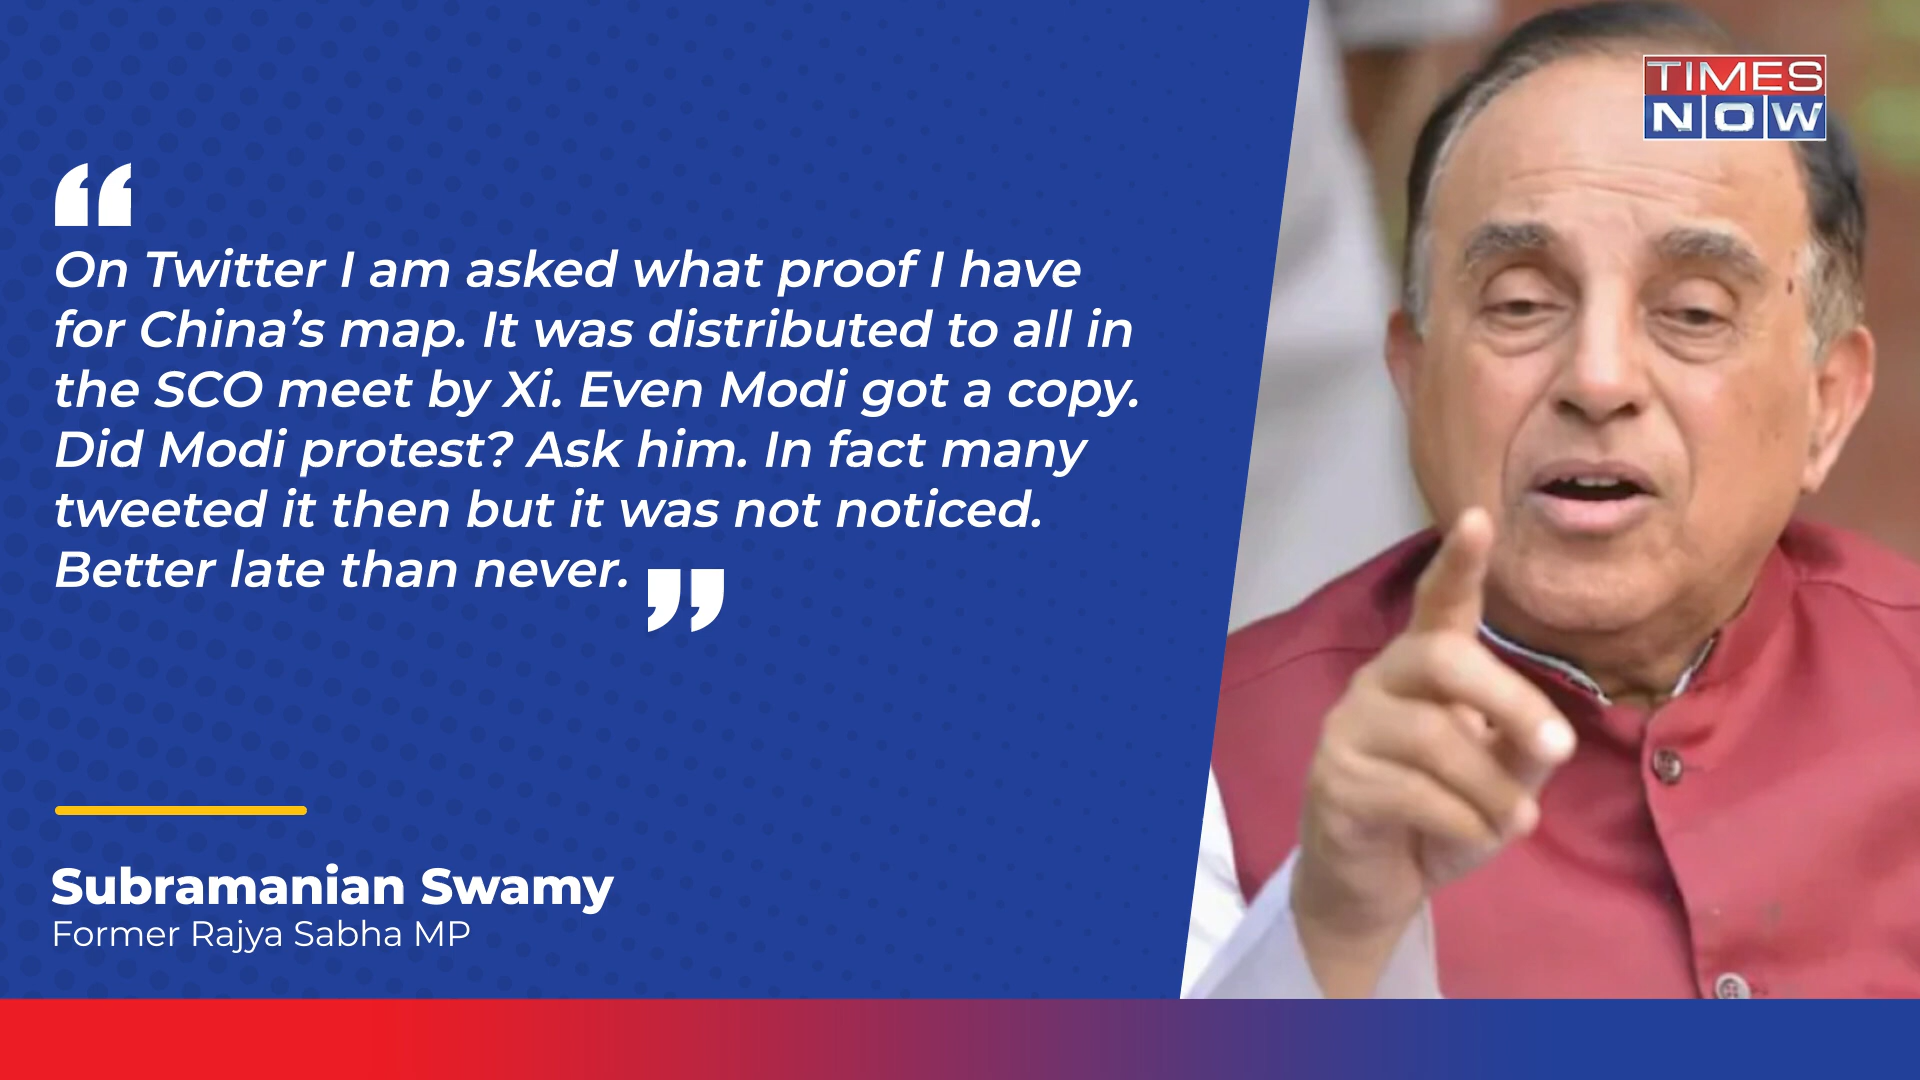 TIMES
NOW
“
On Twitter I am asked what proof I have
for China’s map. It was distributed to all in
the SCO meet by Xi. Even Modi got a copy.
Did Modi protest? Ask him. In fact many
tweeted it then but it was not noticed.
Better late than never. ”
Subramanian Swamy
Former Rajya Sabha MP